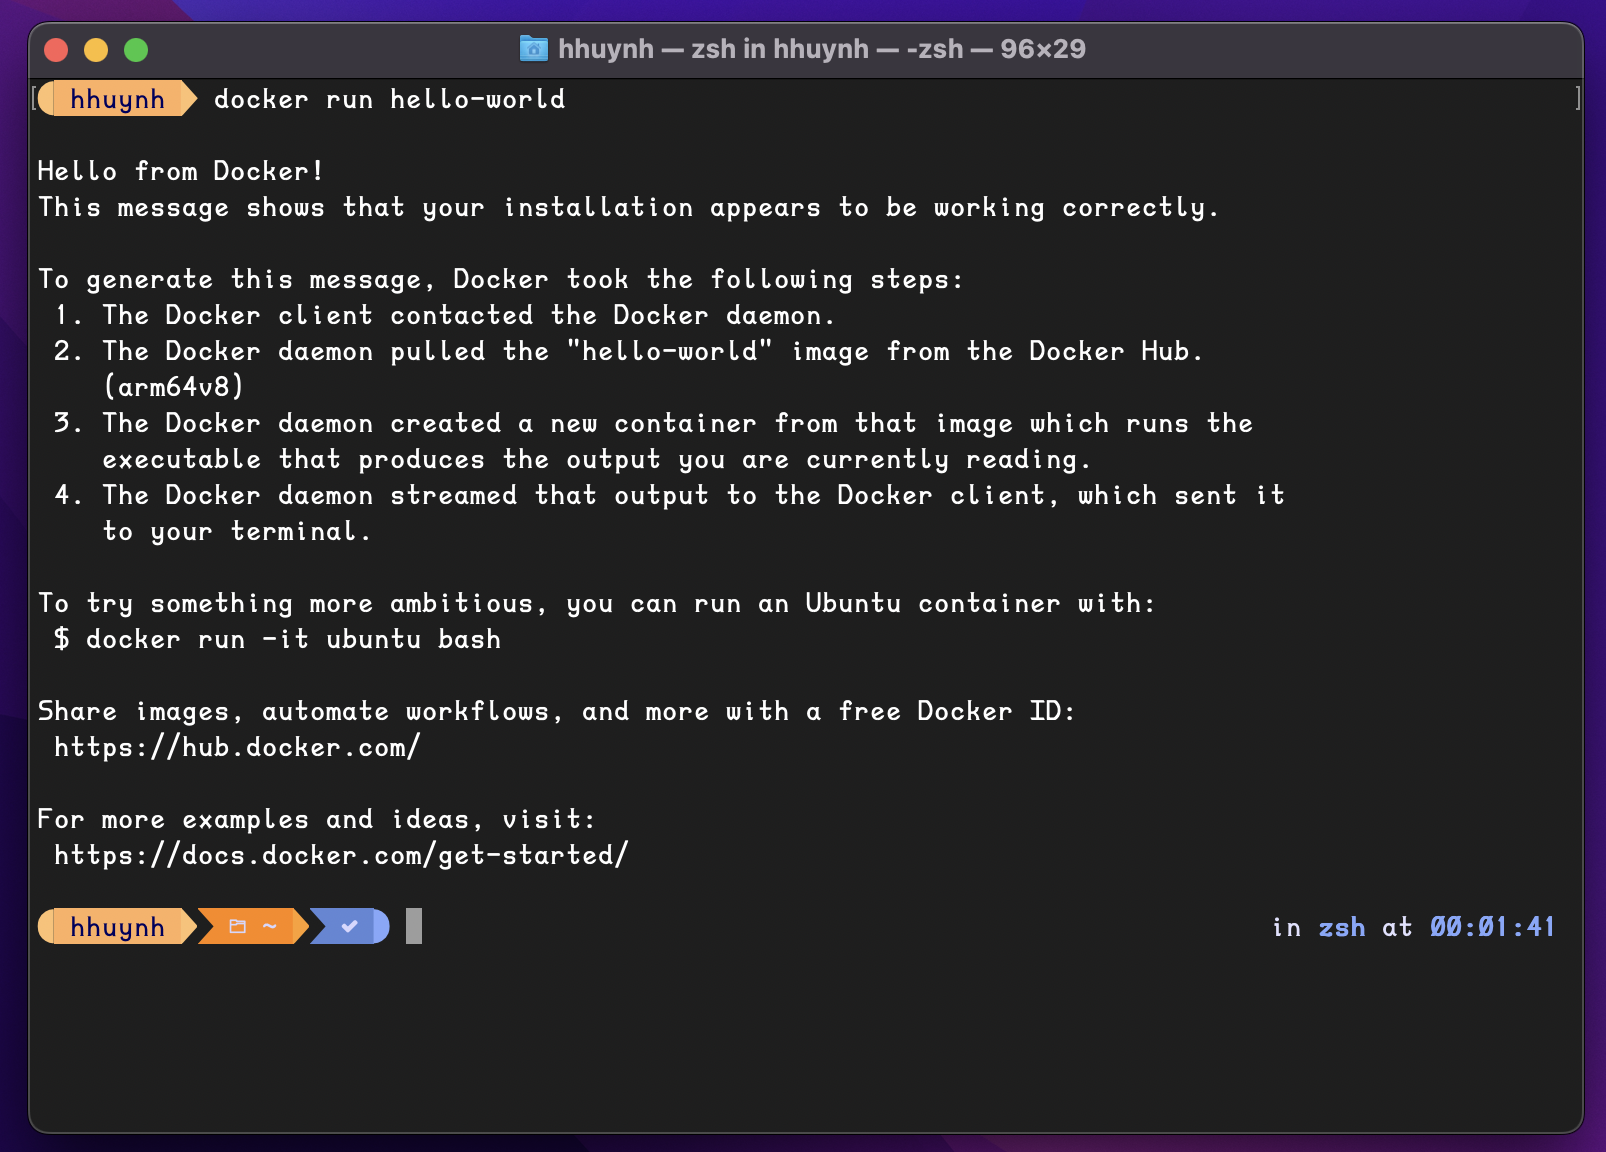 hhuynh — zsh in hhuynh — -zsh — 96×29
[ hhuynh docker run hello-world ]
Hello from Docker!
This message shows that your installation appears to be working correctly.
To generate this message, Docker took the following steps:
1. The Docker client contacted the Docker daemon.
2. The Docker daemon pulled the "hello-world" image from the Docker Hub.
(arm64v8)
3. The Docker daemon created a new container from that image which runs the
executable that produces the output you are currently reading.
4. The Docker daemon streamed that output to the Docker client, which sent it
to your terminal.
To try something more ambitious, you can run an Ubuntu container with:
$ docker run -it ubuntu bash
Share images, automate workflows, and more with a free Docker ID:
https://hub.docker.com/
For more examples and ideas, visit:
https://docs.docker.com/get-started/
hhuynh ~ ✔ in zsh at 00:01:41